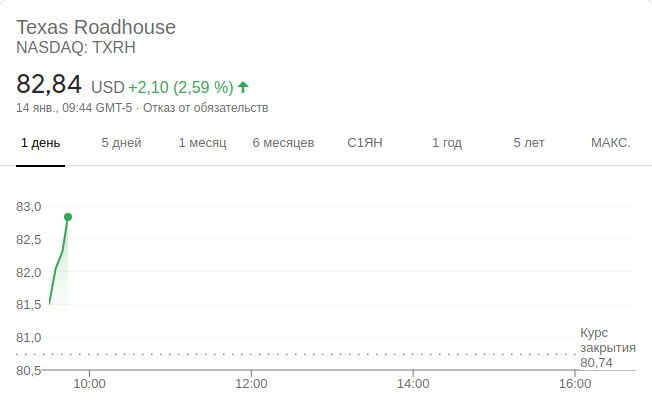 Texas Roadhouse
NASDAQ: TXRH
82,84 USD +2,10 (2,59 %)
14 янв., 09:44 GMT-5 · Отказ от обязательств
1 день 5 дней 1 месяц 6 месяцев С1ЯН 1 год 5 лет МАКС.
83,0
82,5
82,0
81,5
81,0
80,5
Курс
закрытия
80,74
10:00 12:00 14:00 16:00